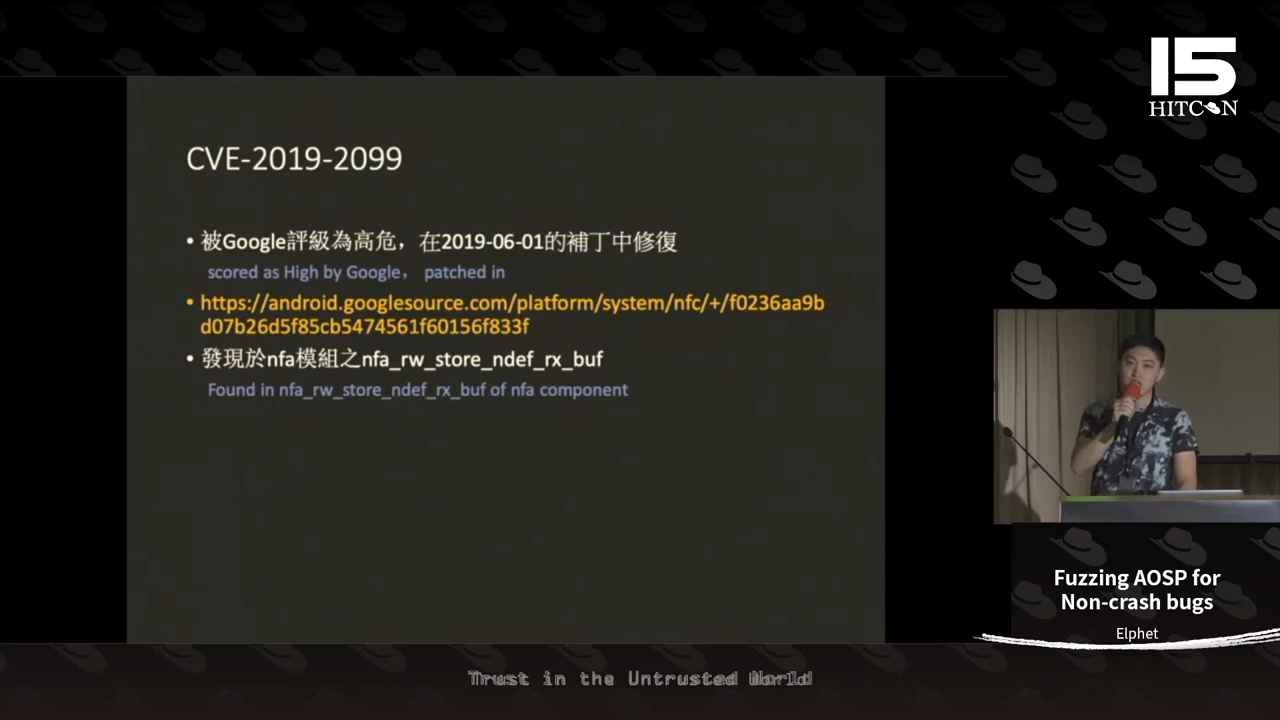 15
HITCON
CVE-2019-2099
• 被Google評級為高危，在2019-06-01的補丁中修復
scored as High by Google， patched in
• https://android.googlesource.com/platform/system/nfc/+/f0236aa9b
d07b26d5f85cb5474561f60156f833f
• 發現於nfa模組之nfa_rw_store_ndef_rx_buf
Found in nfa_rw_store_ndef_rx_buf of nfa component
Fuzzing AOSP for
Non-crash bugs
Elphet
Trust in the Untrusted World